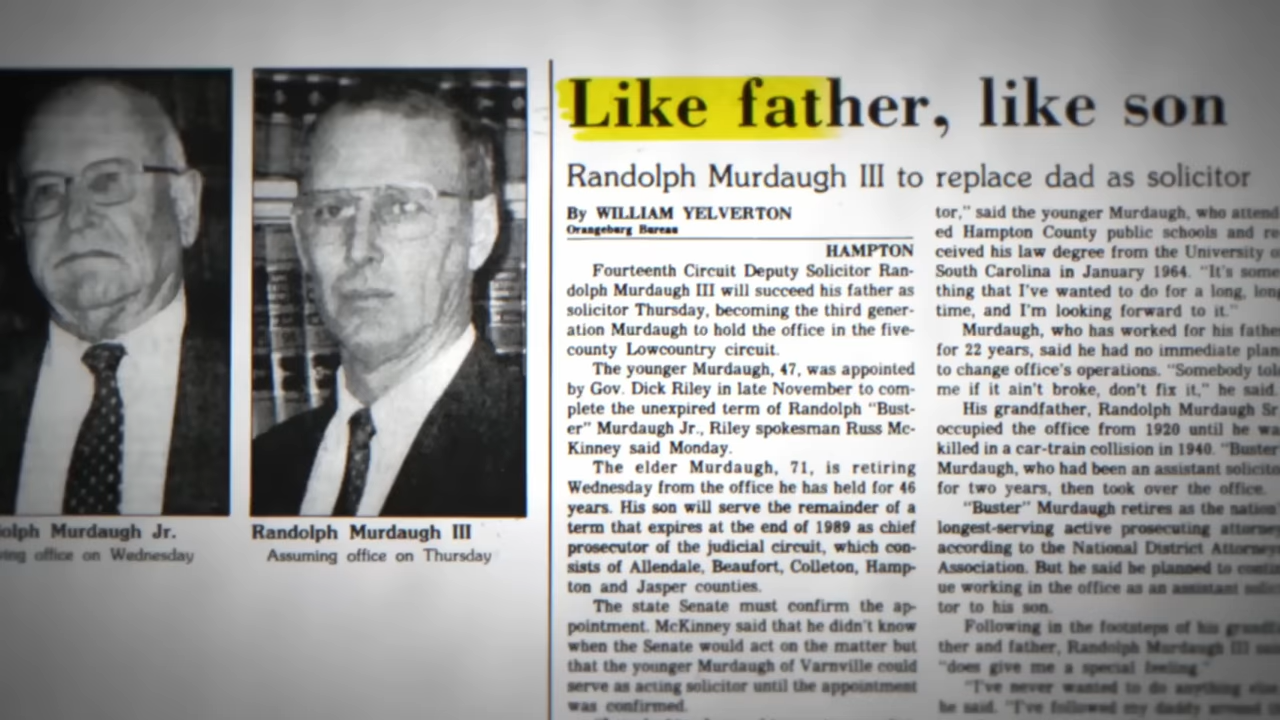 olph Murdaugh Jr.
ving office on Wednesday
Randolph Murdaugh III
Assuming office on Thursday
Like father, like son
Randolph Murdaugh III to replace dad as solicitor
By WILLIAM YELVERTON
Orangeburg Bureau
HAMPTON
Fourteenth Circuit Deputy Solicitor Ran-
dolph Murdaugh III will succeed his father as
solicitor Thursday, becoming the third gener-
ation Murdaugh to hold the office in the five-
county Lowcountry circuit.
The younger Murdaugh, 47, was appointed
by Gov. Dick Riley in late November to com-
plete the unexpired term of Randolph “Bust-
er” Murdaugh Jr., Riley spokesman Russ Mc-
Kinney said Monday.
The elder Murdaugh, 71, is retiring
Wednesday from the office he has held for 46
years. His son will serve the remainder of a
term that expires at the end of 1989 as chief
prosecutor of the judicial circuit, which con-
sists of Allendale, Beaufort, Colleton, Hamp-
ton and Jasper counties.
The state Senate must confirm the ap-
pointment. McKinney said that he didn't know
when the Senate would act on the matter but
that the younger Murdaugh of Varnville could
serve as acting solicitor until the appointment
was confirmed.
tor,” said the younger Murdaugh, who attend
ed Hampton County public schools and re
ceived his law degree from the University o
South Carolina in January 1964. “It's some
thing that I've wanted to do for a long, long
time, and I'm looking forward to it.”
Murdaugh, who has worked for his fathe
for 22 years, said he had no immediate plan
to change office's operations. “Somebody told
me if it ain't broke, don't fix it,” he said.
His grandfather, Randolph Murdaugh Sr
occupied the office from 1920 until he wa
killed in a car-train collision in 1940. “Buster
Murdaugh, who had been an assistant solicito
for two years, then took over the office.
“Buster” Murdaugh retires as the nation
longest-serving active prosecuting attorney
according to the National District Attorneys
Association. But he said he planned to contin
ue working in the office as an assistant solici
tor to his son.
Following in the footsteps of his grandfa
ther and father, Randolph Murdaugh III said
“does give me a special feeling.”
“I've never wanted to do anything else
he said. “I've followed my daddy around